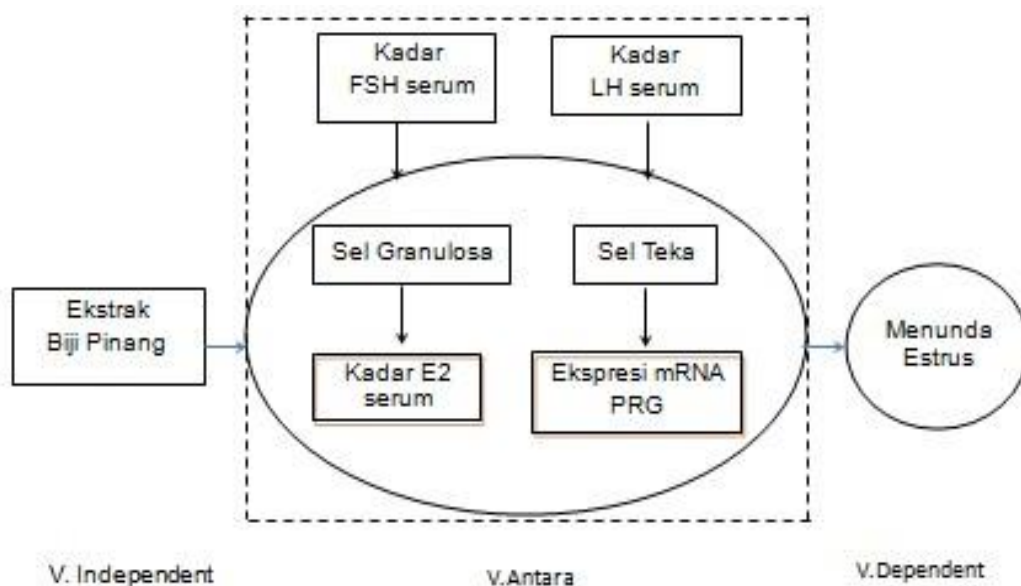 Kadar
FSH serum
Kadar
LH serum
Sel Granulosa
Sel Teka
Ekstrak
Biji Pinang
Kadar E2
serum
Ekspresi mRNA
PRG
Menunda
Estrus
V. Independent
V.Antara
V.Dependent